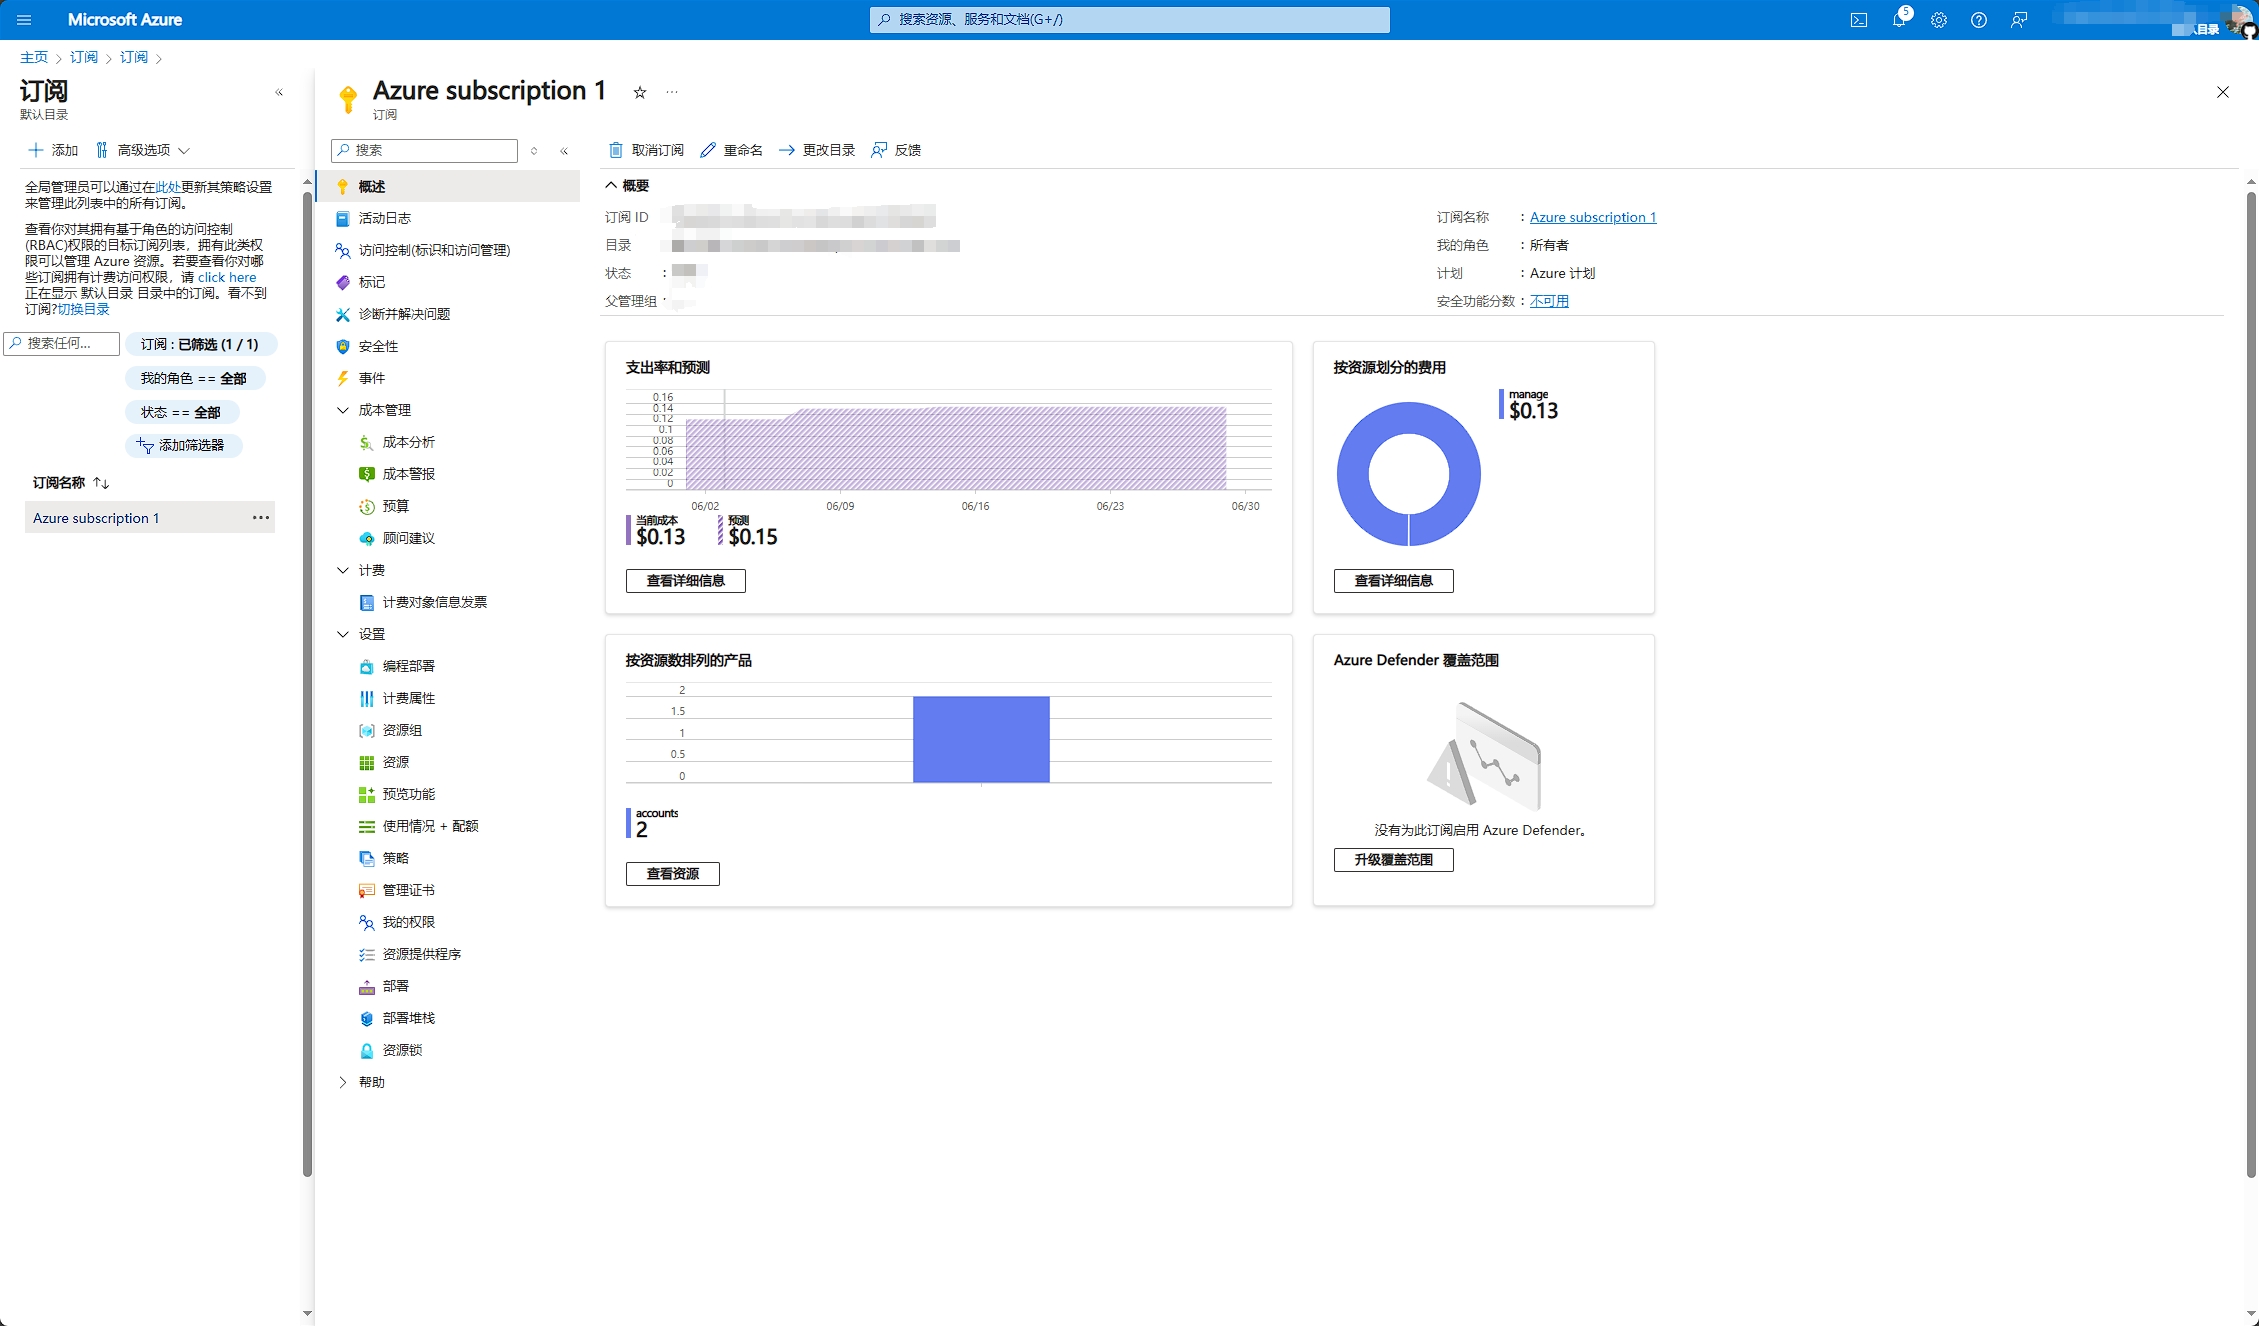 Microsoft Azure
搜索资源、服务和文档(G+/)
5
目录
主页 > 订阅 > 订阅 >
订阅
默认目录
添加 高级选项
全局管理员可以通过在此处更新其策略设置
来管理此列表中的所有订阅。
查看你对其拥有基于角色的访问控制
(RBAC)权限的目标订阅列表，拥有此类权
限可以管理 Azure 资源。若要查看你对哪
些订阅拥有计费访问权限，请 click here
正在显示 默认目录 目录中的订阅。看不到
订阅?切换目录
搜索任何...
订阅 : 已筛选 (1 / 1)
我的角色 == 全部
状态 == 全部
添加筛选器
订阅名称
Azure subscription 1
Azure subscription 1
订阅
搜索
概述
活动日志
访问控制(标识和访问管理)
标记
诊断并解决问题
安全性
事件
成本管理
成本分析
成本警报
预算
顾问建议
计费
计费对象信息发票
设置
编程部署
计费属性
资源组
资源
预览功能
使用情况 + 配额
策略
管理证书
我的权限
资源提供程序
部署
部署堆栈
资源锁
帮助
取消订阅 重命名 更改目录 反馈
概要
订阅 ID
目录
状态 :
父管理组 :
订阅名称 : Azure subscription 1
我的角色 : 所有者
计划 : Azure 计划
安全功能分数 : 不可用
支出率和预测
0.16
0.14
0.12
0.1
0.08
0.06
0.04
0.02
0
06/02 06/09 06/16 06/23 06/30
当前成本
$0.13
预测
$0.15
查看详细信息
按资源划分的费用
manage
$0.13
查看详细信息
按资源数排列的产品
2
1.5
1
0.5
0
accounts
2
查看资源
Azure Defender 覆盖范围
没有为此订阅启用 Azure Defender。
升级覆盖范围